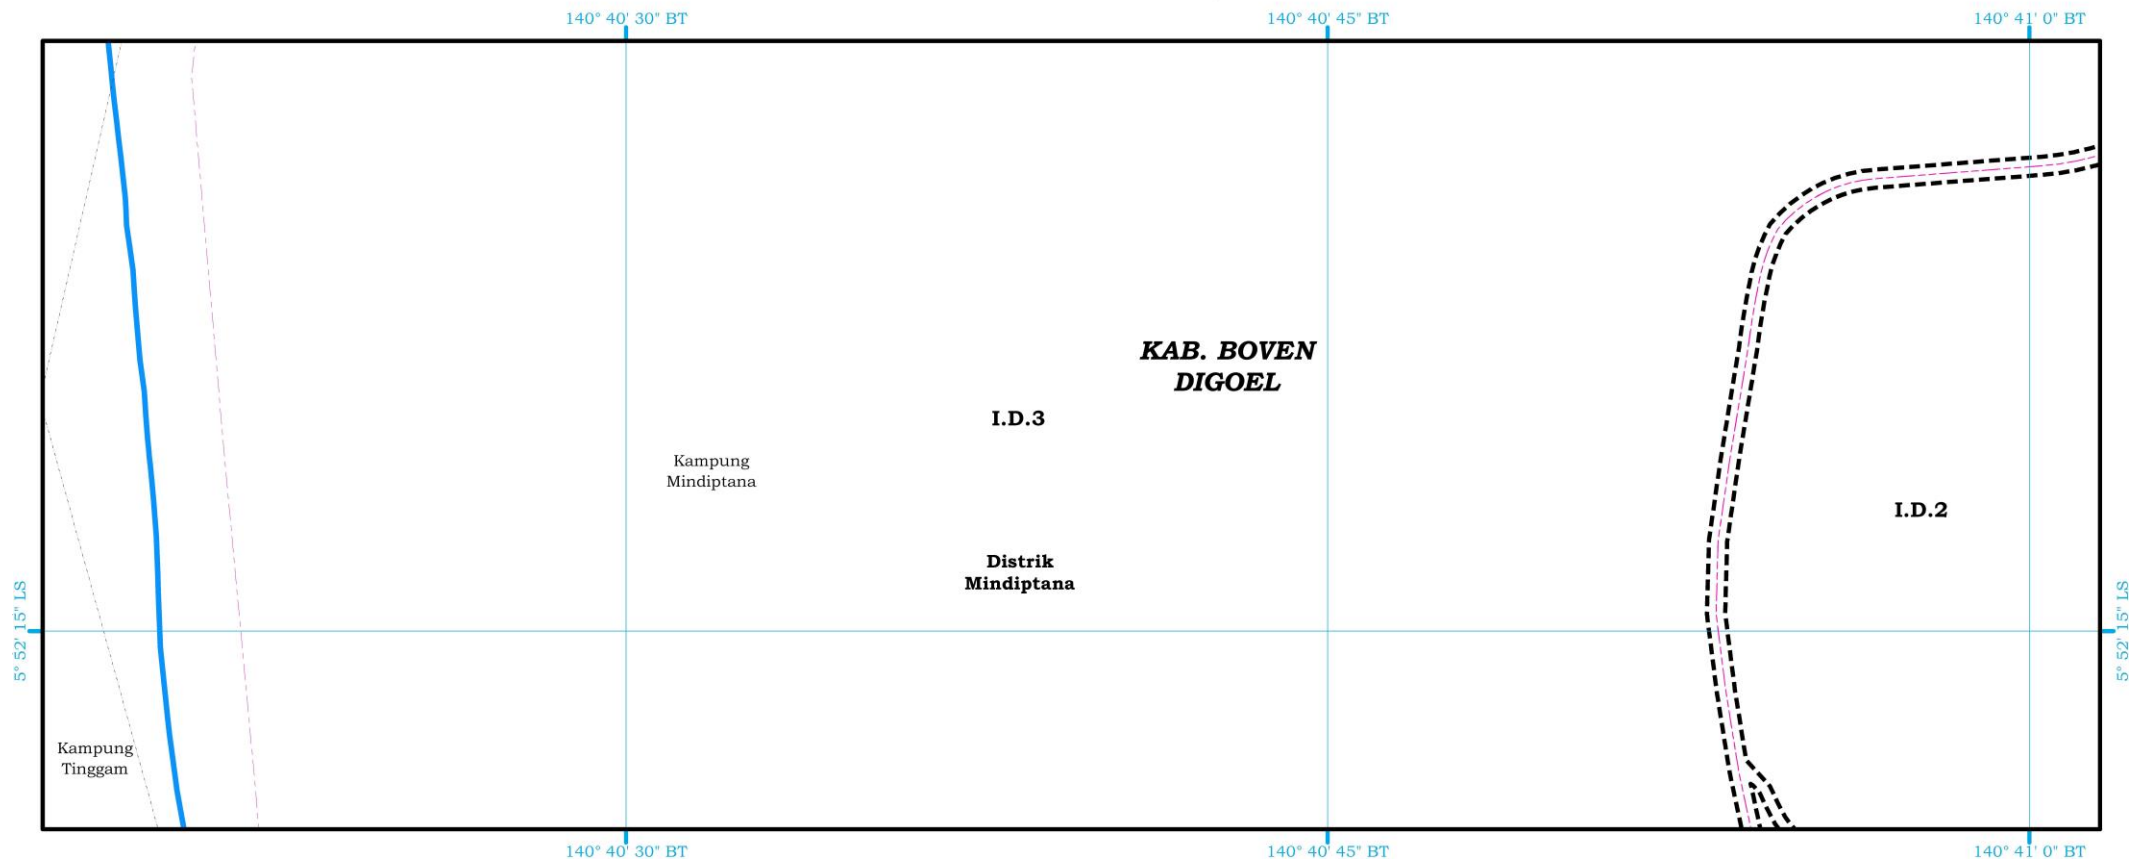 140° 40' 30" BT
140° 40' 45" BT
140° 41' 0" BT
KAB. BOVEN
DIGOEL
I.D.3
Kampung
Mindiptana
I.D.2
Distrik
Mindiptana
5° 52' 15" LS
5° 52' 15" LS
Kampung
Tinggam
140° 40' 30" BT
140° 40' 45" BT
140° 41' 0" BT